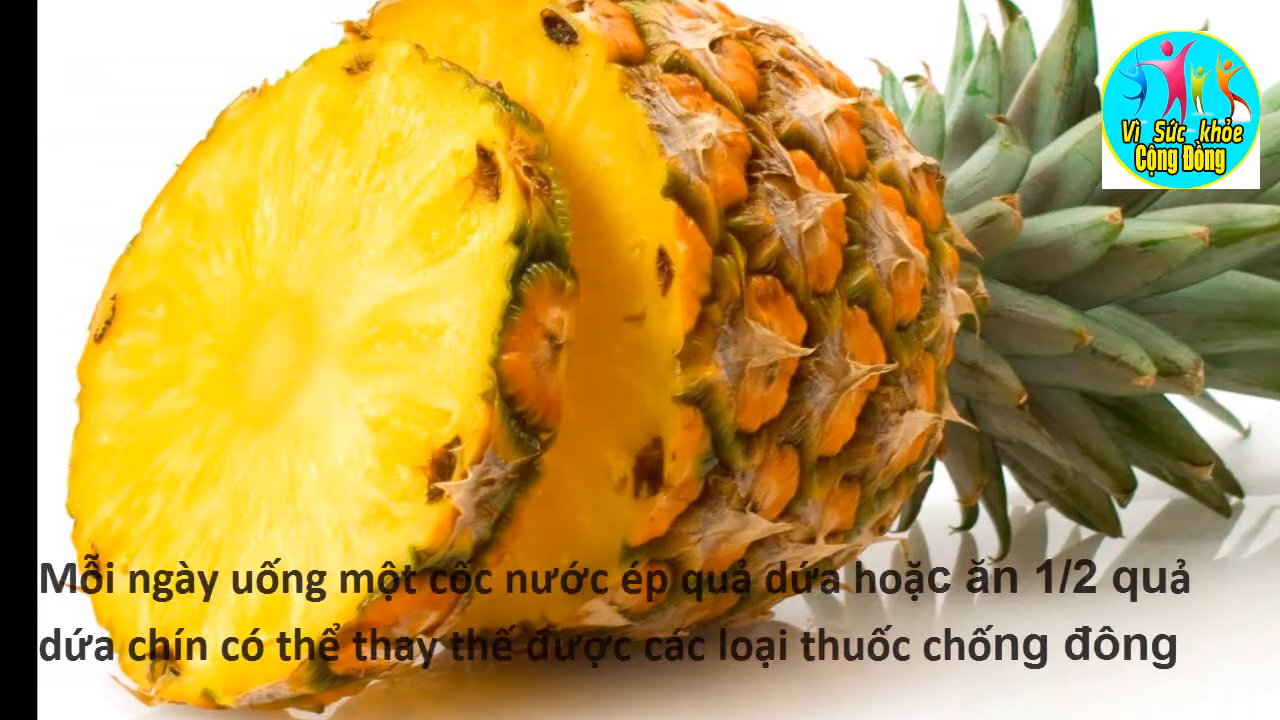 Vì Sức khỏe
Cộng Đồng
Mỗi ngày uống một cốc nước ép quả dứa hoặc ăn 1/2 quả
dứa chín có thể thay thế được các loại thuốc chống đông